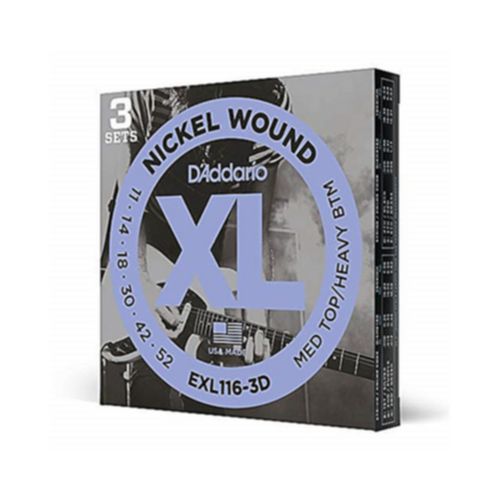 3
SETS
NICKEL WOUND
D'Addario
XL
11 · 14 · 18 · 30 · 42 · 52
MED TOP/HEAVY BTM
USA MADE
EXL116-3D